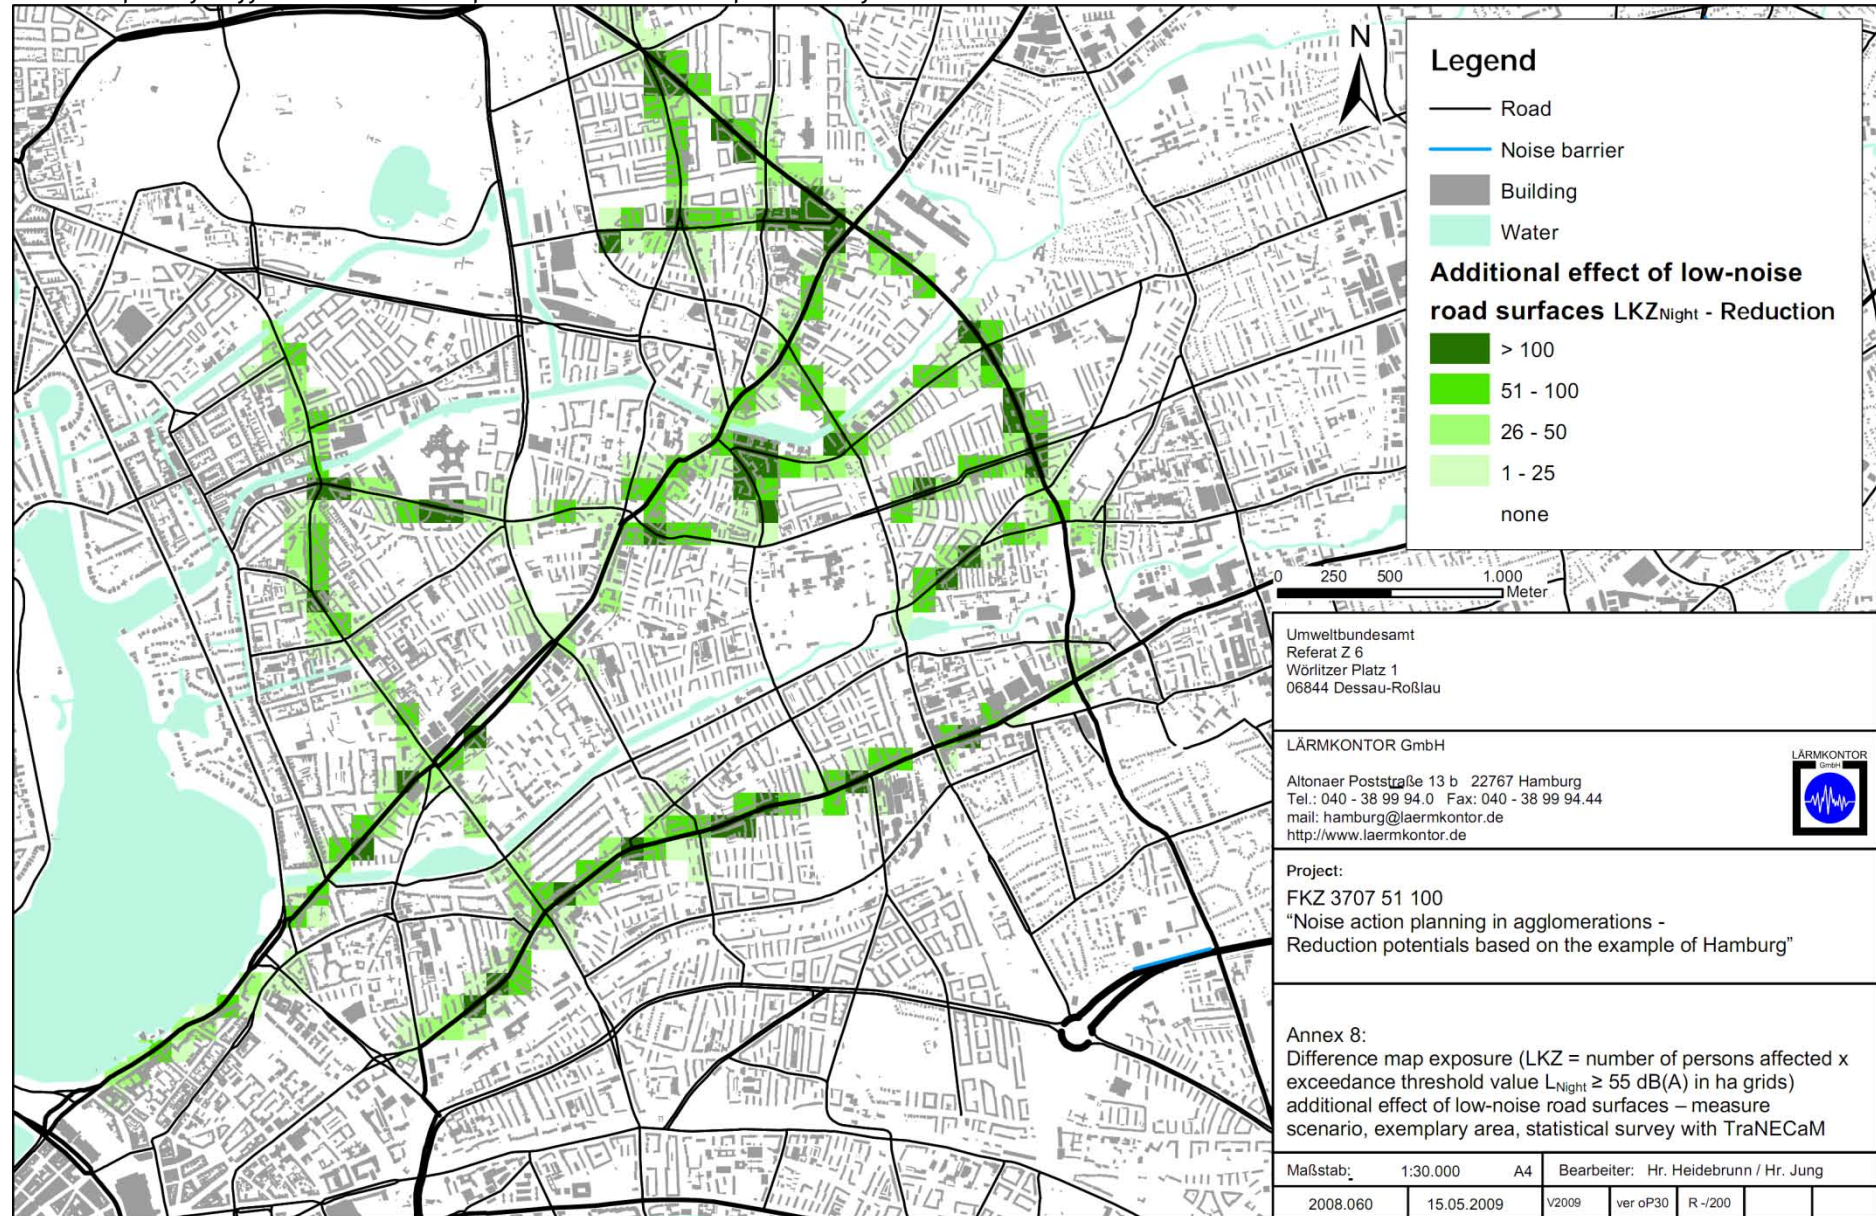 N
Legend
Road
Noise barrier
Building
Water
Additional effect of low-noise
road surfaces LKZNight - Reduction
> 100
51 - 100
26 - 50
1 - 25
none
0 250 500 1.000
Meter
Umweltbundesamt
Referat Z 6
Wörlitzer Platz 1
06844 Dessau-Roßlau
LÄRMKONTOR GmbH
Altonaer Poststraße 13 b 22767 Hamburg
Tel.: 040 - 38 99 94.0 Fax: 040 - 38 99 94.44
mail: hamburg@laermkontor.de
http://www.laermkontor.de
LÄRMKONTOR
GmbH
Project:
FKZ 3707 51 100
“Noise action planning in agglomerations -
Reduction potentials based on the example of Hamburg”
Annex 8:
Difference map exposure (LKZ = number of persons affected x
exceedance threshold value LNight ≥ 55 dB(A) in ha grids)
additional effect of low-noise road surfaces – measure
scenario, exemplary area, statistical survey with TraNECaM
Maßstab: 1:30.000 A4 Bearbeiter: Hr. Heidebrunn / Hr. Jung
2008.060 15.05.2009 V2009 ver oP30 R -/200